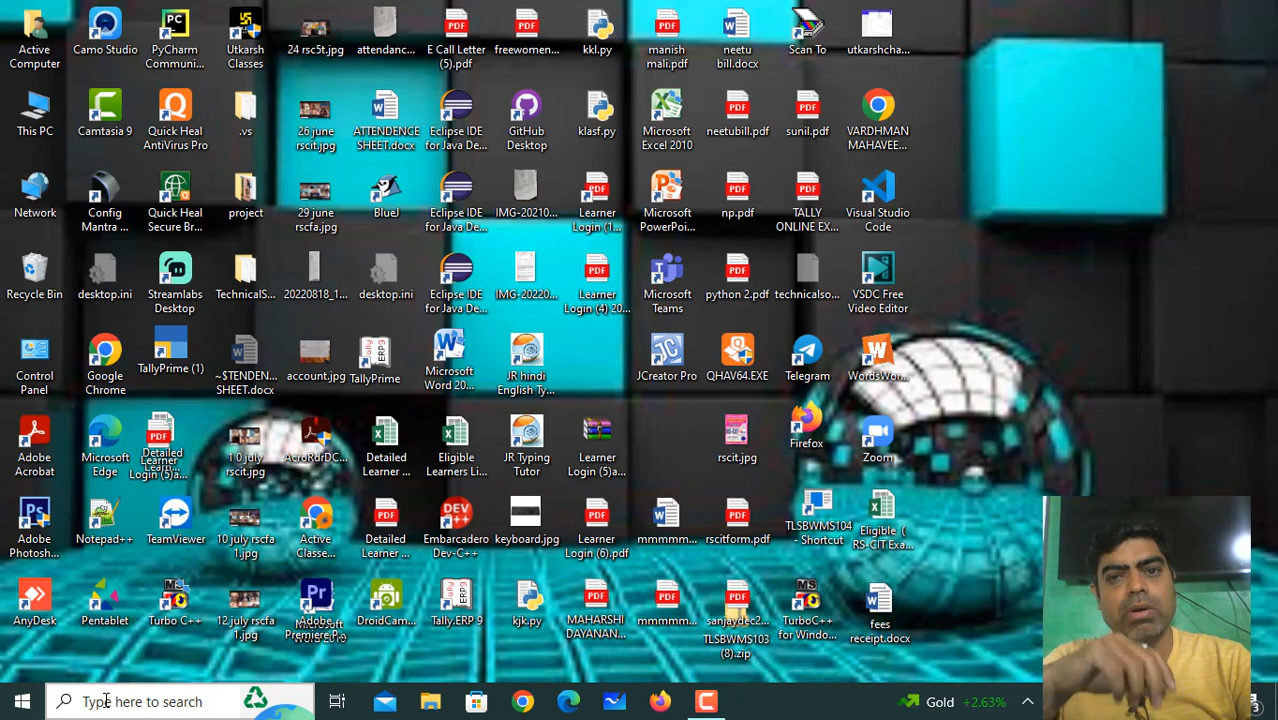 Active
Computer
Camo Studio
PyCharm
Communi...
Utkarsh
Classes
24 rsc5t.jpg
attendanc...
E Call Letter
(5).pdf
freewomen...
kkl.py
manish
mali.pdf
neetu
bill.docx
Scan To
utkarshcha...
This PC
Camtasia 9
Quick Heal
AntiVirus Pro
.vs
26 june
rscit.jpg
ATTENDENCE
SHEET.docx
Eclipse IDE
for Java De...
GitHub
Desktop
klasf.py
Microsoft
Excel 2010
neetubill.pdf
sunil.pdf
VARDHMAN
MAHAVEE...
Network
Config
Mantra ...
Quick Heal
Secure Br...
project
29 june
rscfa.jpg
BlueJ
Eclipse IDE
for Java De...
IMG-20210...
Learner
Login (1...
Microsoft
PowerPoi...
np.pdf
TALLY
ONLINE EX...
Visual Studio
Code
Recycle Bin
desktop.ini
Streamlabs
Desktop
TechnicalS...
20220818_1...
desktop.ini
Eclipse IDE
for Java De...
IMG-20220...
Learner
Login (4) 20...
Microsoft
Teams
python 2.pdf
technicalso...
VSDC Free
Video Editor
Control
Panel
Google
Chrome
TallyPrime (1)
~$TENDEN...
SHEET.docx
account.jpg
TallyPrime
Microsoft
Word 20...
JR hindi
English Ty...
JCreator Pro
QHAV64.EXE
Telegram
WordsWor...
Adobe
Acrobat
Microsoft
Edge
Detailed
Learn...
Login (5)a...
1 0 july
rscit.jpg
AcroRdrDC...
Detailed
Learner ...
Eligible
Learners Li...
JR Typing
Tutor
Learner
Login (5)a...
rscit.jpg
Firefox
Zoom
Adobe
Photosh...
Notepad++
TeamViewer
10 july rscfa
1.jpg
Active
Classe...
Detailed
Learner ...
Embarcadero
Dev-C++
keyboard.jpg
Learner
Login (6).pdf
mmmmm...
rscitform.pdf
TLSBWMS104
- Shortcut
Eligible (
RS-CIT Exa...
AnyDesk
Pentablet
Turbo C++
12 july rscfa
1.jpg
Adobe
Premiere P...
DroidCam...
Tally.ERP 9
kjk.py
MAHARSHI
DAYANAN...
mmmmm...
sanjaydec2...
TLSBWMS103
(8).zip
TurboC++
for Windo...
fees
receipt.docx
Type here to search
Gold +2.63%